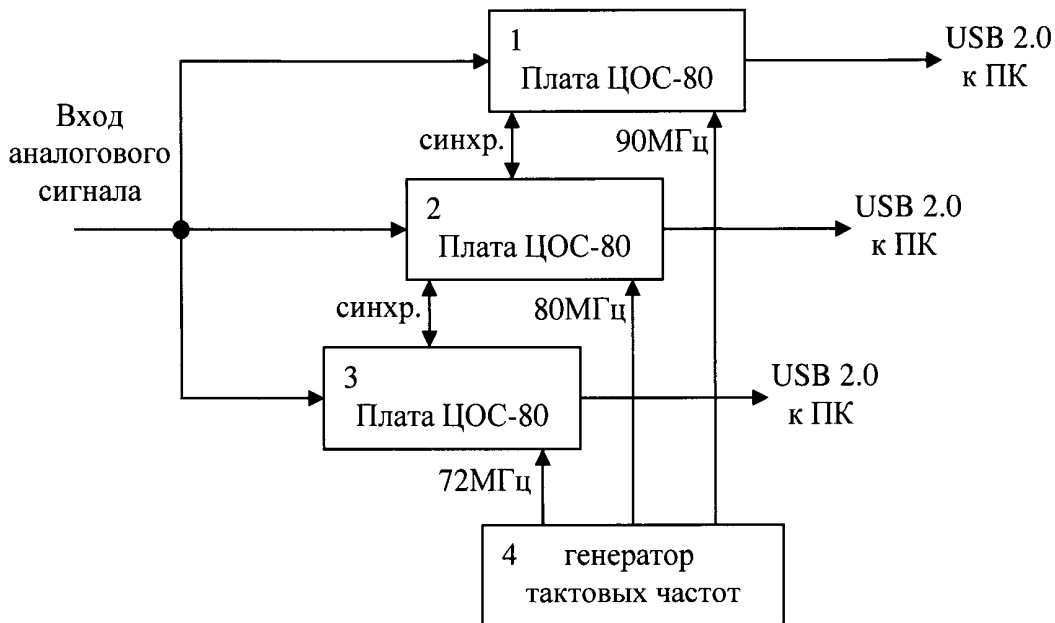 1
Плата ЦОС-80
USB 2.0
к ПК
Вход
аналогового
сигнала
синхр.
90МГц
2
Плата ЦОС-80
USB 2.0
к ПК
синхр.
80МГц
3
Плата ЦОС-80
USB 2.0
к ПК
72МГц
4 генератор
тактовых частот